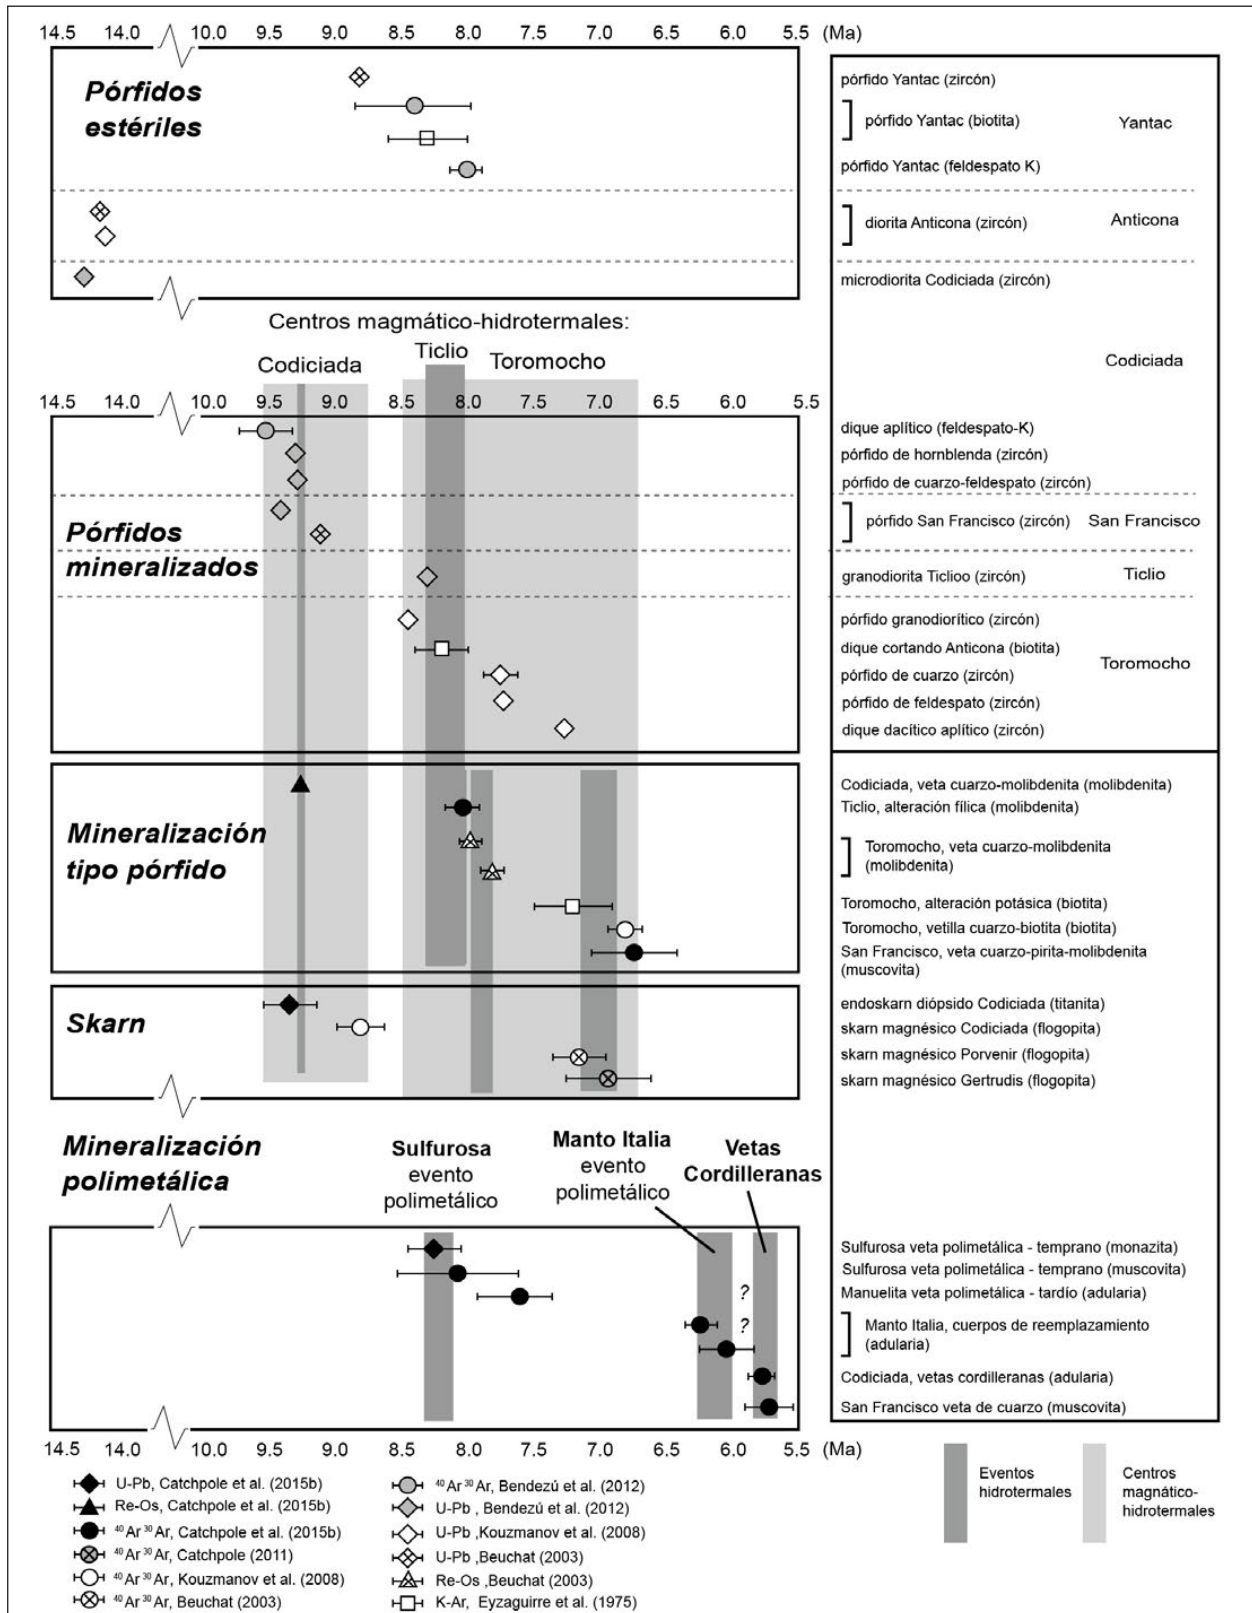 14.5 14.0 10.0 9.5 9.0 8.5 8.0 7.5 7.0 6.5 6.0 5.5 (Ma)
Pórfidos
estériles
pórfido Yantac (zircón)
pórfido Yantac (biotita)
Yantac
pórfido Yantac (feldespato K)
diorita Anticona (zircón)
Anticona
microdiorita Codiciada (zircón)
Codiciada
Centros magmático-hidrotermales:
Codiciada
Ticlio
Toromocho
14.5 14.0 10.0 9.5 9.0 8.5 8.0 7.5 7.0 6.5 6.0 5.5
Pórfidos
mineralizados
dique aplítico (feldespato-K)
pórfido de hornblenda (zircón)
pórfido de cuarzo-feldespato (zircón)
pórfido San Francisco (zircón)
San Francisco
granodiorita Ticlioo (zircón)
Ticlio
pórfido granodiorítico (zircón)
dique cortando Anticona (biotita)
Toromocho
pórfido de cuarzo (zircón)
pórfido de feldespato (zircón)
dique dacítico aplítico (zircón)
Mineralización
tipo pórfido
Codiciada, veta cuarzo-molibdenita (molibdenita)
Ticlio, alteración fílica (molibdenita)
Toromocho, veta cuarzo-molibdenita
(molibdenita)
Toromocho, alteración potásica (biotita)
Toromocho, vetilla cuarzo-biotita (biotita)
San Francisco, veta cuarzo-pirita-molibdenita
(muscovita)
Skarn
endoskarn diópsido Codiciada (titanita)
skarn magnésico Codiciada (flogopita)
skarn magnésico Porvenir (flogopita)
skarn magnésico Gertrudis (flogopita)
Mineralización
polimetálica
Sulfurosa
evento
polimetálico
Manto Italia
evento
polimetálico
Vetas
Cordilleranas
?
?
Sulfurosa veta polimetálica - temprano (monazita)
Sulfurosa veta polimetálica - temprano (muscovita)
Manuelita veta polimetálica - tardío (adularia)
Manto Italia, cuerpos de reemplazamiento
(adularia)
Codiciada, vetas cordilleranas (adularia)
San Francisco veta de cuarzo (muscovita)
14.5 14.0 10.0 9.5 9.0 8.5 8.0 7.5 7.0 6.5 6.0 5.5 (Ma)
U-Pb, Catchpole et al. (2015b)
Re-Os, Catchpole et al. (2015b)
40Ar 30Ar, Catchpole et al. (2015b)
40Ar 30Ar, Catchpole (2011)
40Ar 30Ar, Kouzmanov et al. (2008)
40Ar 30Ar, Beuchat (2003)
40Ar 30Ar, Bendezú et al. (2012)
U-Pb , Bendezú et al. (2012)
U-Pb ,Kouzmanov et al. (2008)
U-Pb ,Beuchat (2003)
Re-Os ,Beuchat (2003)
K-Ar, Eyzaguirre et al (1975)
Eventos
hidrotermales
Centros
magnático-
hidrotermales